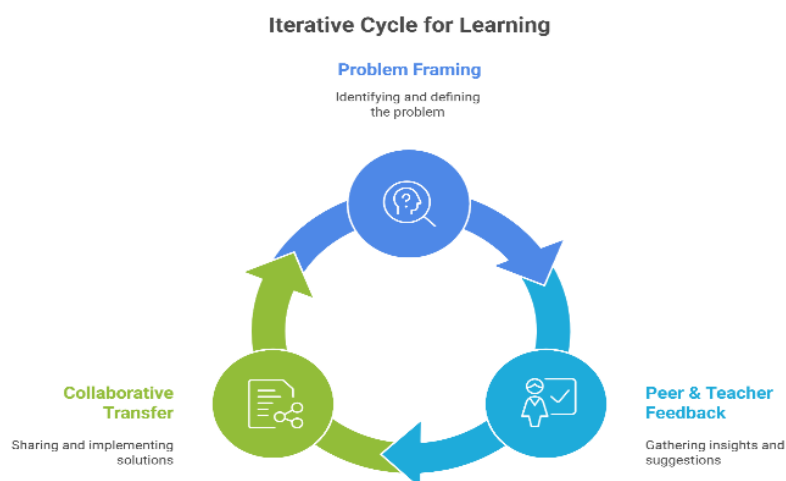 Iterative Cycle for Learning
Problem Framing
Identifying and defining
the problem
?
Collaborative
Transfer
Sharing and implementing
solutions
Peer & Teacher
Feedback
Gathering insights and
suggestions